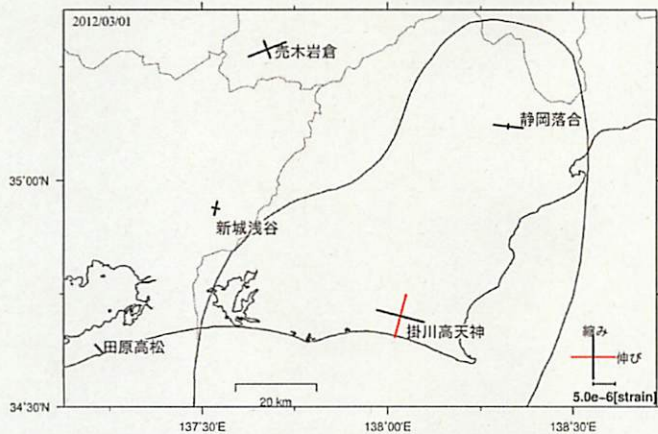 2012/03/01
売木岩倉
静岡落合
35°00'N
新城浅谷
掛川高天神
縮み
伸び
田原高松
5.0e-6[strain]
20 km
34°30'N
137°30'E
138°00'E
138°30'E